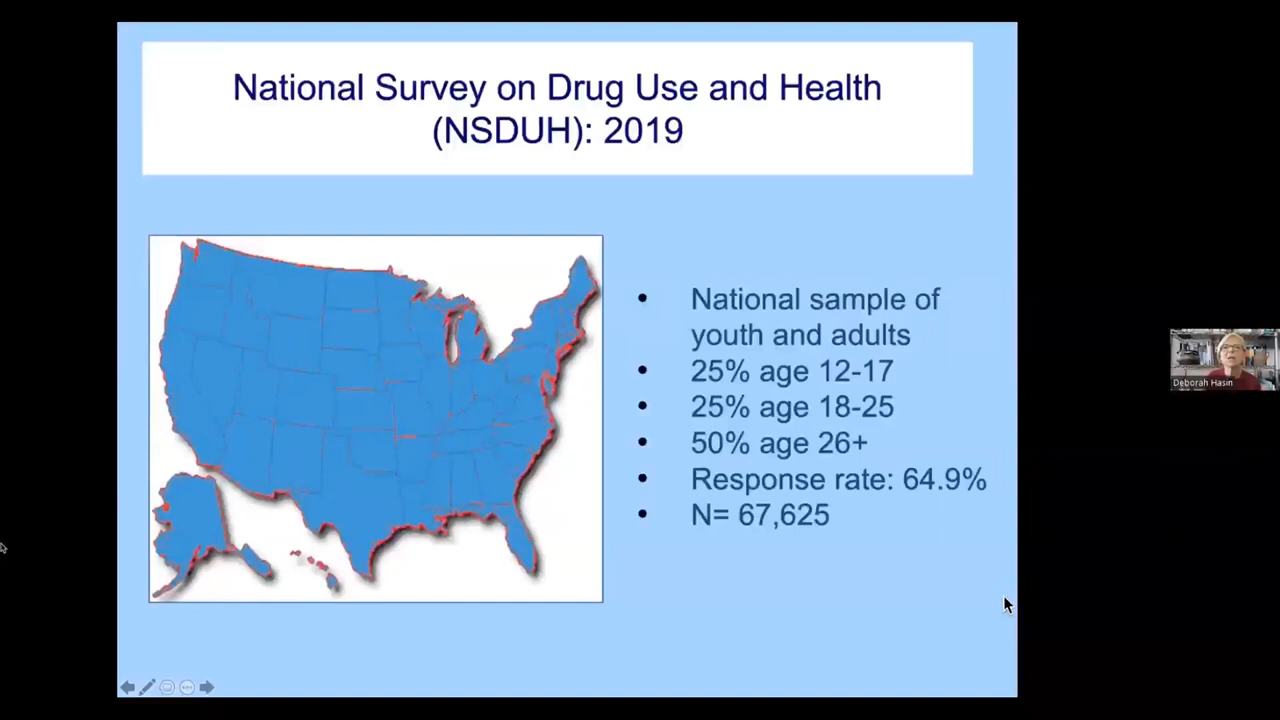 National Survey on Drug Use and Health
(NSDUH): 2019
• National sample of
youth and adults
• 25% age 12-17
• 25% age 18-25
• 50% age 26+
• Response rate: 64.9%
• N= 67,625
Deborah Hasin